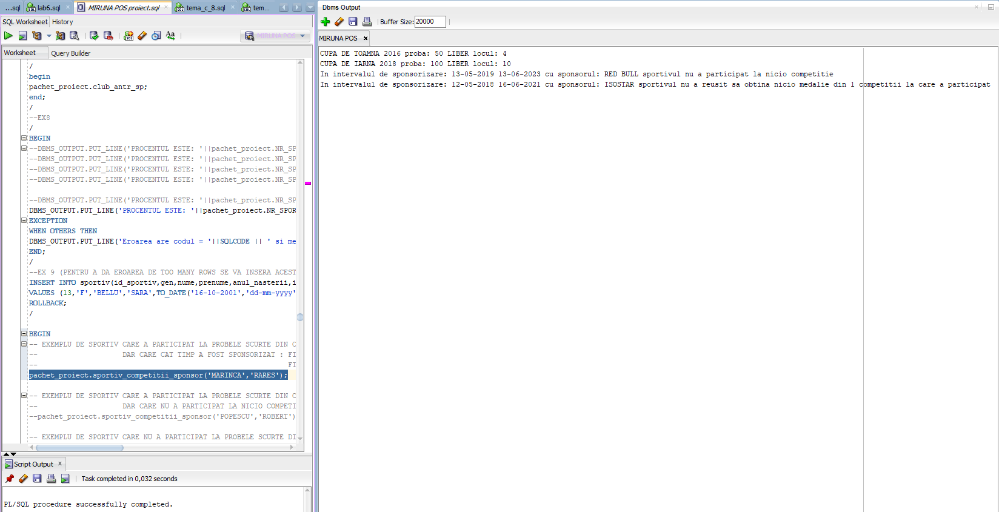 ...sql
lab6.sql
MIRUNA POS proiect.sql
tema_c_8.sql
tem...
SQL Worksheet
History
MIRUNA POS
Worksheet
Query Builder
/
begin
pachet_proiect.club_antr_sp;
end;
/
--EX8
/
BEGIN
--DBMS_OUTPUT.PUT_LINE('PROCENTUL ESTE: '||pachet_proiect.NR_SP
--DBMS_OUTPUT.PUT_LINE('PROCENTUL ESTE: '||pachet_proiect.NR_SP
--DBMS_OUTPUT.PUT_LINE('PROCENTUL ESTE: '||pachet_proiect.NR_SP
--DBMS_OUTPUT.PUT_LINE('PROCENTUL ESTE: '||pachet_proiect.NR_SP
--DBMS_OUTPUT.PUT_LINE('PROCENTUL ESTE: '||pachet_proiect.NR_SP
DBMS_OUTPUT.PUT_LINE('PROCENTUL ESTE: '||pachet_proiect.NR_SPOR
EXCEPTION
WHEN OTHERS THEN
DBMS_OUTPUT.PUT_LINE('Eroarea are codul = '||SQLCODE || ' si me
END;
/
--EX 9 (PENTRU A DA EROAREA DE TOO MANY ROWS SE VA INSERA ACEST
INSERT INTO sportiv(id_sportiv,gen,nume,prenume,anul_nasterii,i
VALUES (13,'F','BELLU','SARA',TO_DATE('16-10-2001','dd-mm-yyyy'
ROLLBACK;
/
BEGIN
-- EXEMPLU DE SPORTIV CARE A PARTICIPAT LA PROBELE SCURTE DIN C
-- DAR CARE CAT TIMP A FOST SPONSORIZAT : FI
-- FI
pachet_proiect.sportiv_competitii_sponsor('MARINCA','RARES');
-- EXEMPLU DE SPORTIV CARE A PARTICIPAT LA PROBELE SCURTE DIN C
-- DAR CARE NU A PARTICIPAT LA NICIO COMPETI
--pachet_proiect.sportiv_competitii_sponsor('POPESCU','ROBERT')
-- EXEMPLU DE SPORTIV CARE NU A PARTICIPAT LA PROBELE SCURTE DI
Script Output
Task completed in 0,032 seconds
PL/SQL procedure successfully completed.
Dbms Output
Buffer Size: 20000
MIRUNA POS
CUPA DE TOAMNA 2016 proba: 50 LIBER locul: 4
CUPA DE IARNA 2018 proba: 100 LIBER locul: 10
In intervalul de sponsorizare: 13-05-2019 13-06-2023 cu sponsorul: RED BULL sportivul nu a participat la nicio competitie
In intervalul de sponsorizare: 12-05-2018 16-06-2021 cu sponsorul: ISOSTAR sportivul nu a reusit sa obtina nicio medalie din 1 competitii la care a participat